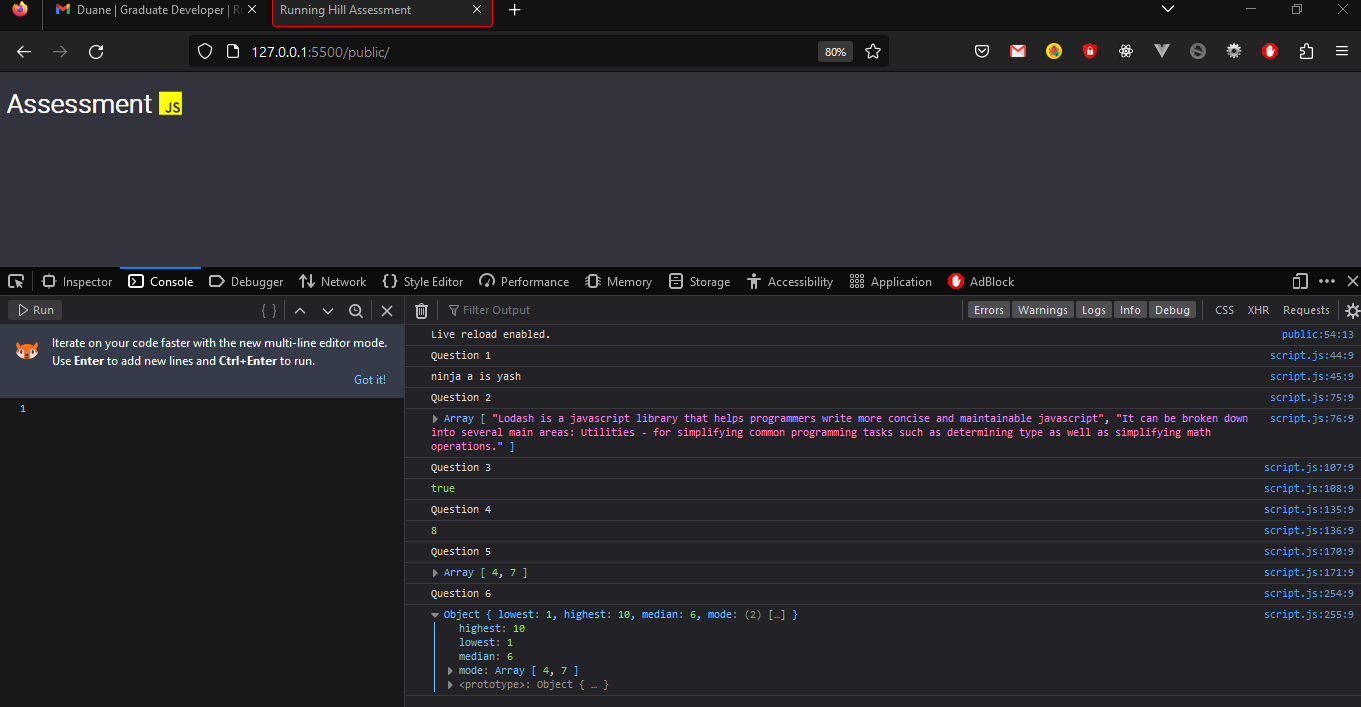 Duane | Graduate Developer | R
Running Hill Assessment
127.0.0.1:5500/public/
80%
Assessment JS
Inspector Console Debugger Network {} Style Editor Performance Memory Storage Accessibility Application AdBlock
Run { } Filter Output Errors Warnings Logs Info Debug CSS XHR Requests
Iterate on your code faster with the new multi-line editor mode.
Use Enter to add new lines and Ctrl+Enter to run.
Got it!
1
Live reload enabled. public:54:13
Question 1 script.js:44:9
ninja a is yash script.js:45:9
Question 2 script.js:75:9
Array [ "Lodash is a javascript library that helps programmers write more concise and maintainable javascript", "It can be broken down script.js:76:9
into several main areas: Utilities - for simplifying common programming tasks such as determining type as well as simplifying math
operations." ]
Question 3 script.js:107:9
true script.js:108:9
Question 4 script.js:135:9
8 script.js:136:9
Question 5 script.js:170:9
Array [ 4, 7 ] script.js:171:9
Question 6 script.js:254:9
Object { lowest: 1, highest: 10, median: 6, mode: (2) […] } script.js:255:9
highest: 10
lowest: 1
median: 6
mode: Array [ 4, 7 ]
<prototype>: Object { … }